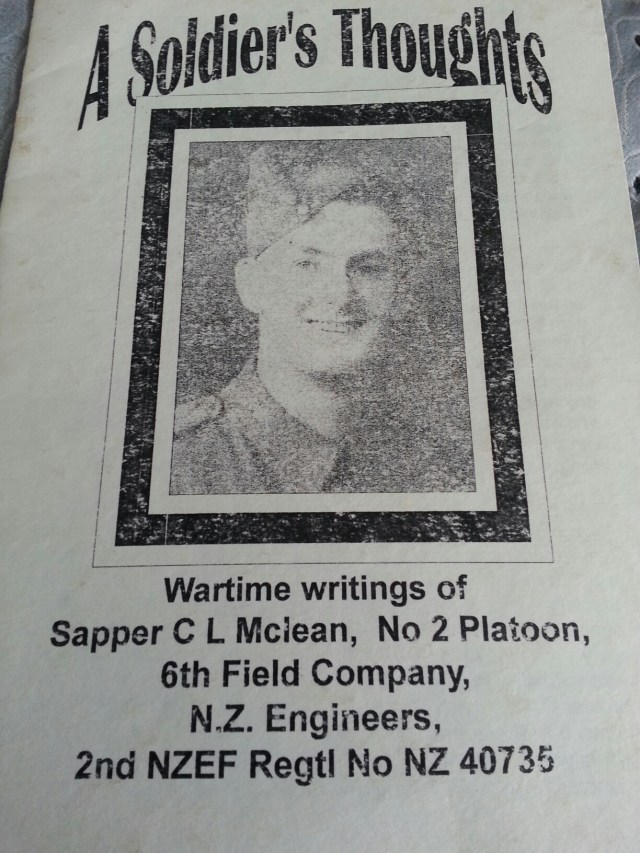 A Soldier's Thoughts
Wartime writings of
Sapper C L Mclean, No 2 Platoon,
6th Field Company,
N.Z. Engineers,
2nd NZEF Regtl No NZ 40735